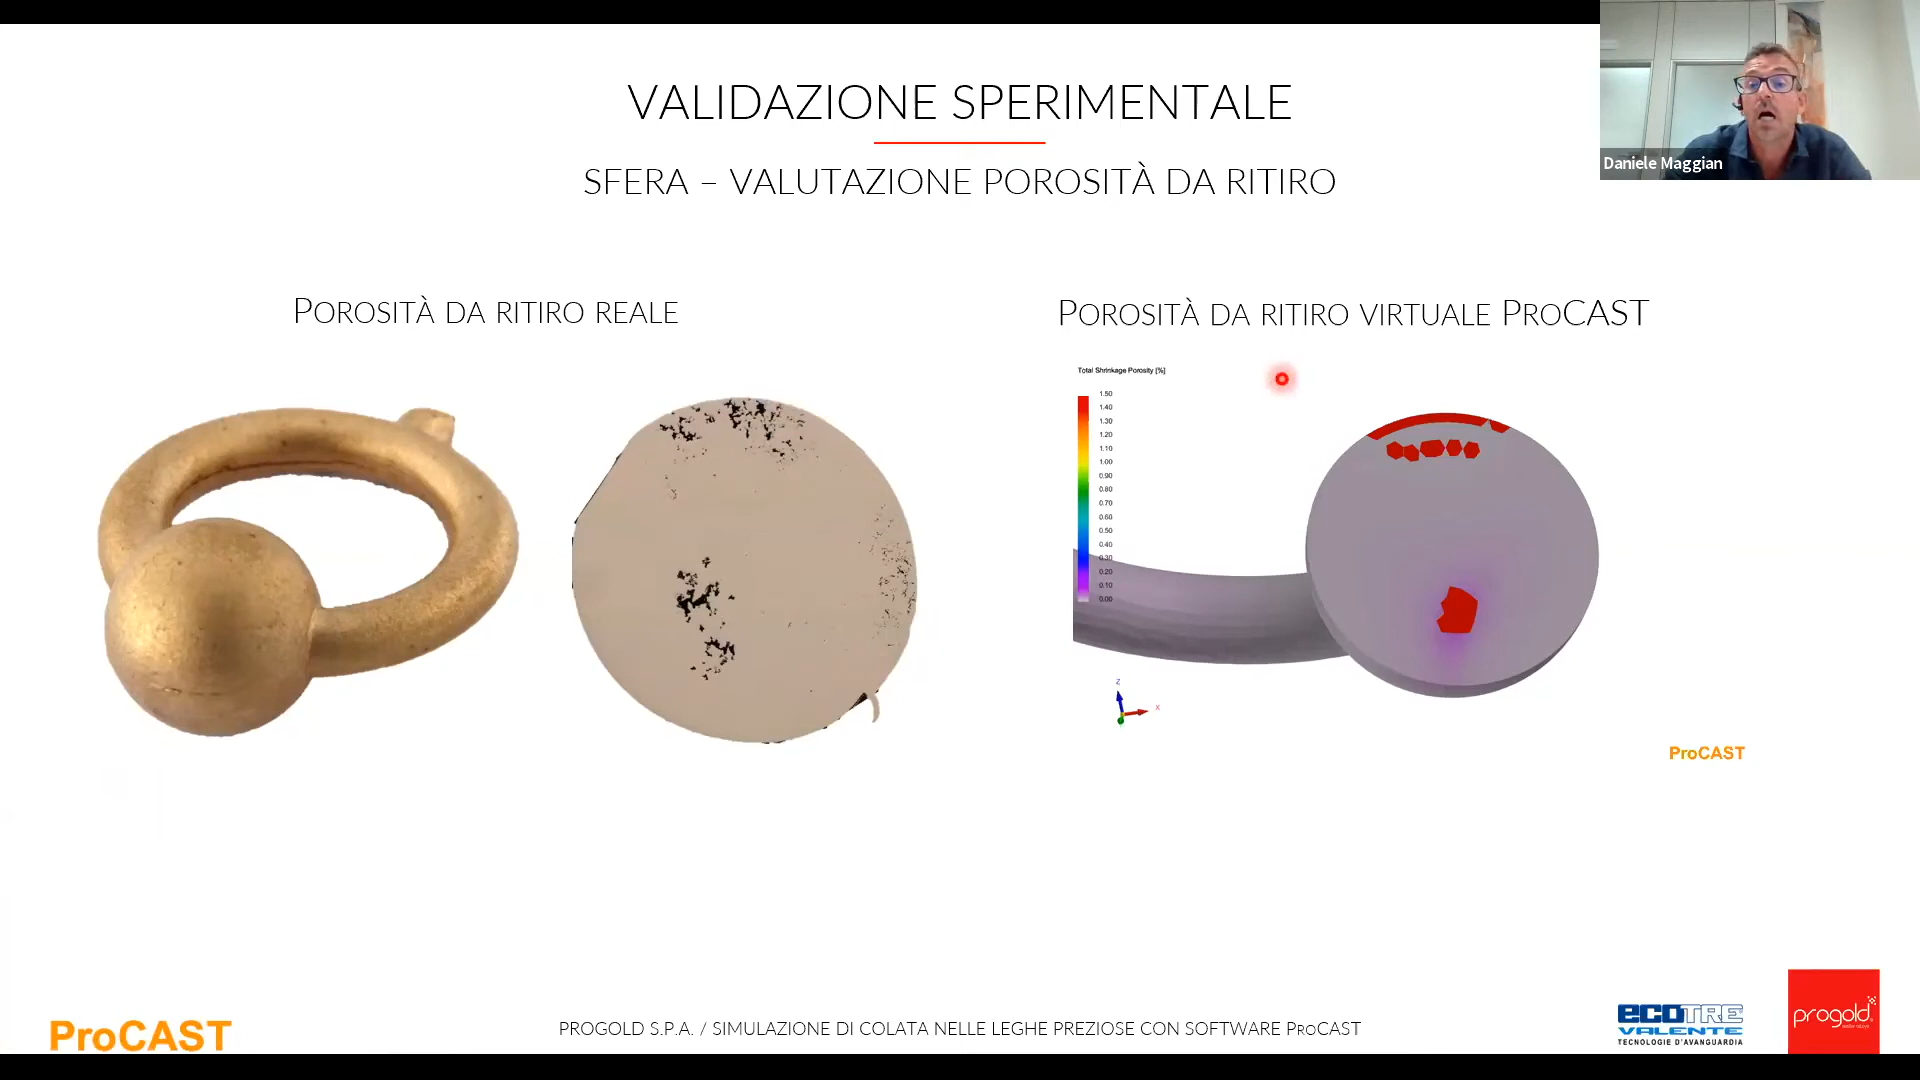 VALIDAZIONE SPERIMENTALE
SFERA – VALUTAZIONE POROSITÀ DA RITIRO
Daniele Maggian
POROSITÀ DA RITIRO REALE
POROSITÀ DA RITIRO VIRTUALE PROCAST
Total Shrinkage Porosity [%]
1.50
1.40
1.30
1.20
1.10
1.00
0.90
0.80
0.70
0.60
0.50
0.40
0.30
0.20
0.10
0.00
Z
X
ProCAST
ProCAST
PROGOLD S.P.A. / SIMULAZIONE DI COLATA NELLE LEGHE PREZIOSE CON SOFTWARE PROCAST
ECOTRE
VALENTE
TECNOLOGIE D'AVANGUARDIA
progold